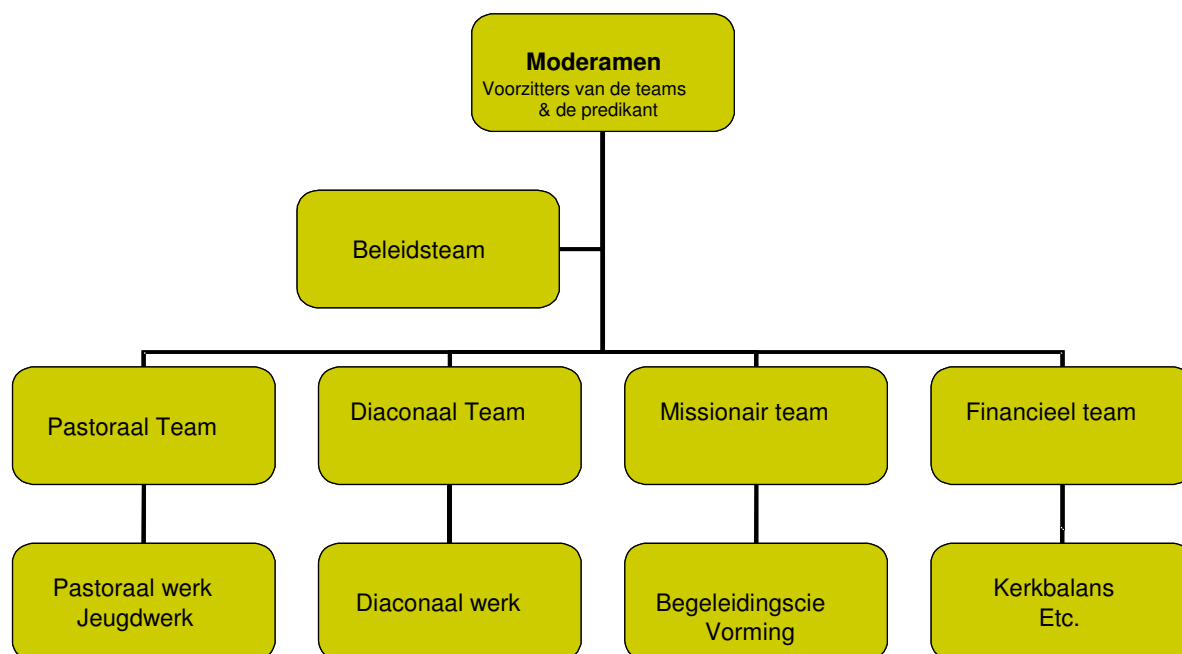 Moderamen
Voorzitters van de teams
& de predikant
Beleidsteam
Pastoraal Team
Diaconaal Team
Missionair team
Financieel team
Pastoraal werk
Jeugdwerk
Diaconaal werk
Begeleidingscie
Vorming
Kerkbalans
Etc.